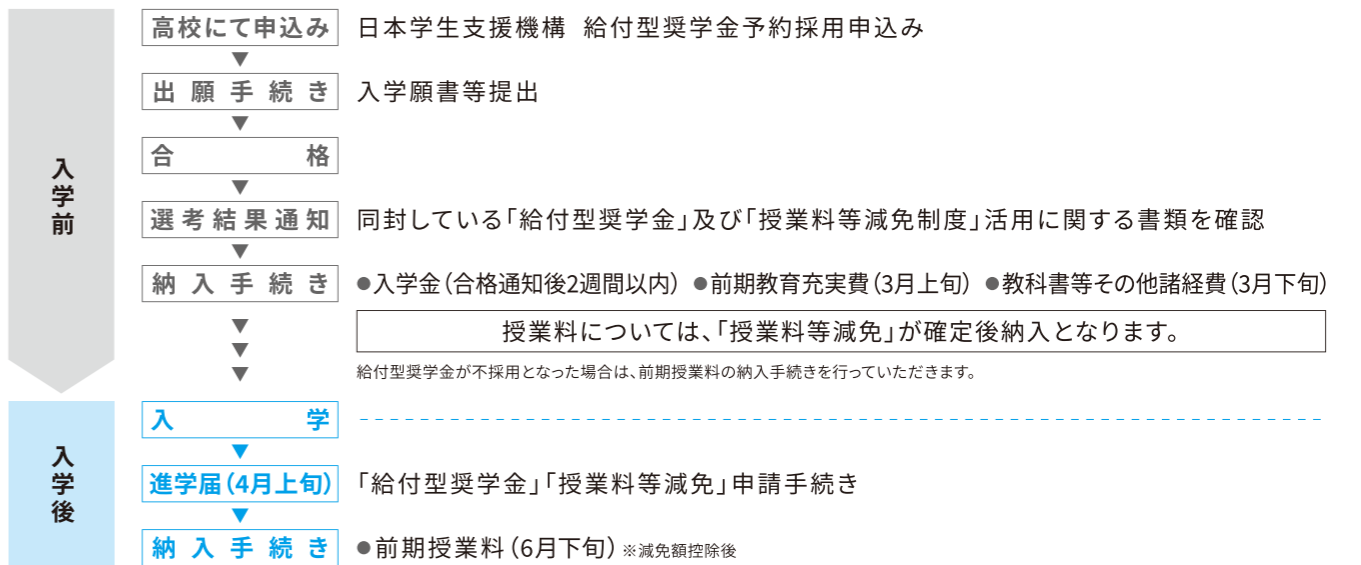 入学前
高校にて申込み 日本学生支援機構 給付型奨学金予約採用申込み
▼
出願手続き 入学願書等提出
▼
合格
▼
選考結果通知 同封している「給付型奨学金」及び「授業料等減免制度」活用に関する書類を確認
▼
納入手続き ●入学金(合格通知後2週間以内) ●前期教育充実費(3月上旬) ●教科書等その他諸経費(3月下旬)
▼ 授業料については、「授業料等減免」が確定後納入となります。
▼
▼ 給付型奨学金が不採用となった場合は、前期授業料の納入手続きを行っていただきます。
入学後
入学
▼
進学届(4月上旬) 「給付型奨学金」「授業料等減免」申請手続き
▼
納入手続き ●前期授業料(6月下旬)※減免額控除後